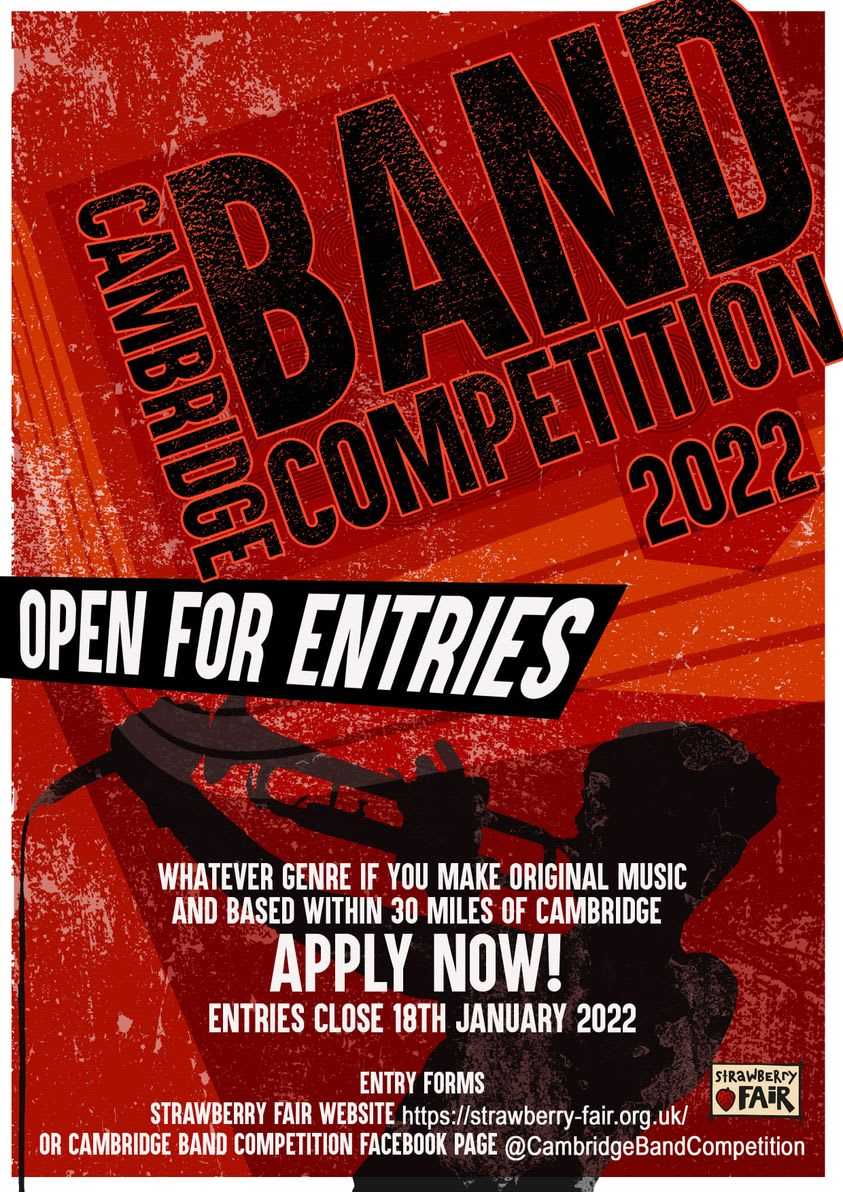 CAMBRIDGE
BAND
COMPETITION
2022
OPEN FOR ENTRIES
WHATEVER GENRE IF YOU MAKE ORIGINAL MUSIC
AND BASED WITHIN 30 MILES OF CAMBRIDGE
APPLY NOW!
ENTRIES CLOSE 18TH JANUARY 2022
ENTRY FORMS
STRAWBERRY FAIR WEBSITE https://strawberry-fair.org.uk/
OR CAMBRIDGE BAND COMPETITION FACEBOOK PAGE @CambridgeBandCompetition
STRAWBERRY
FAIR